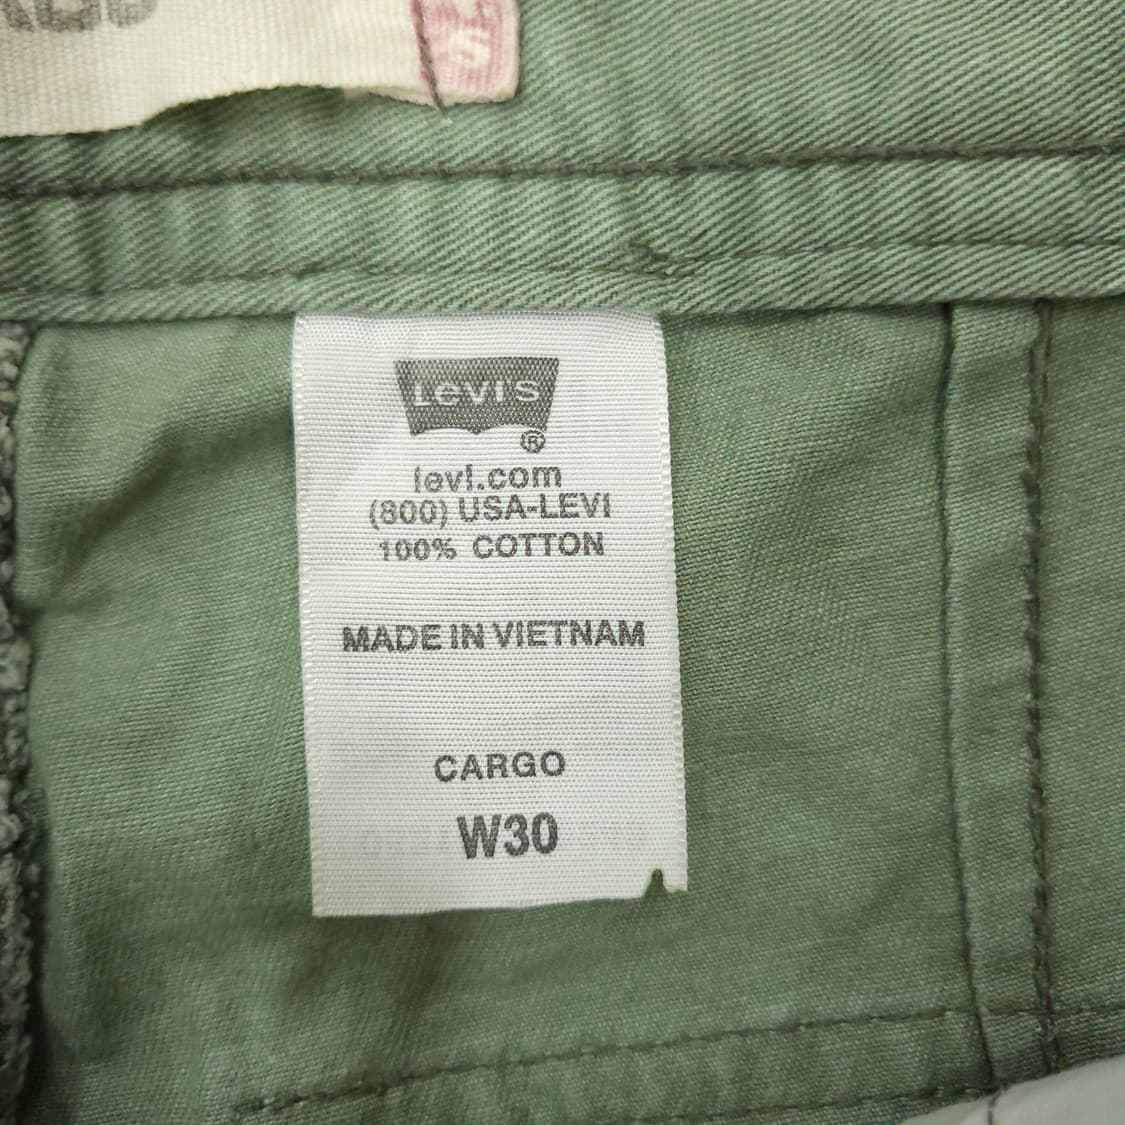 LEVI'S
®
levi.com
(800) USA-LEVI
100% COTTON
MADE IN VIETNAM
CARGO
W30